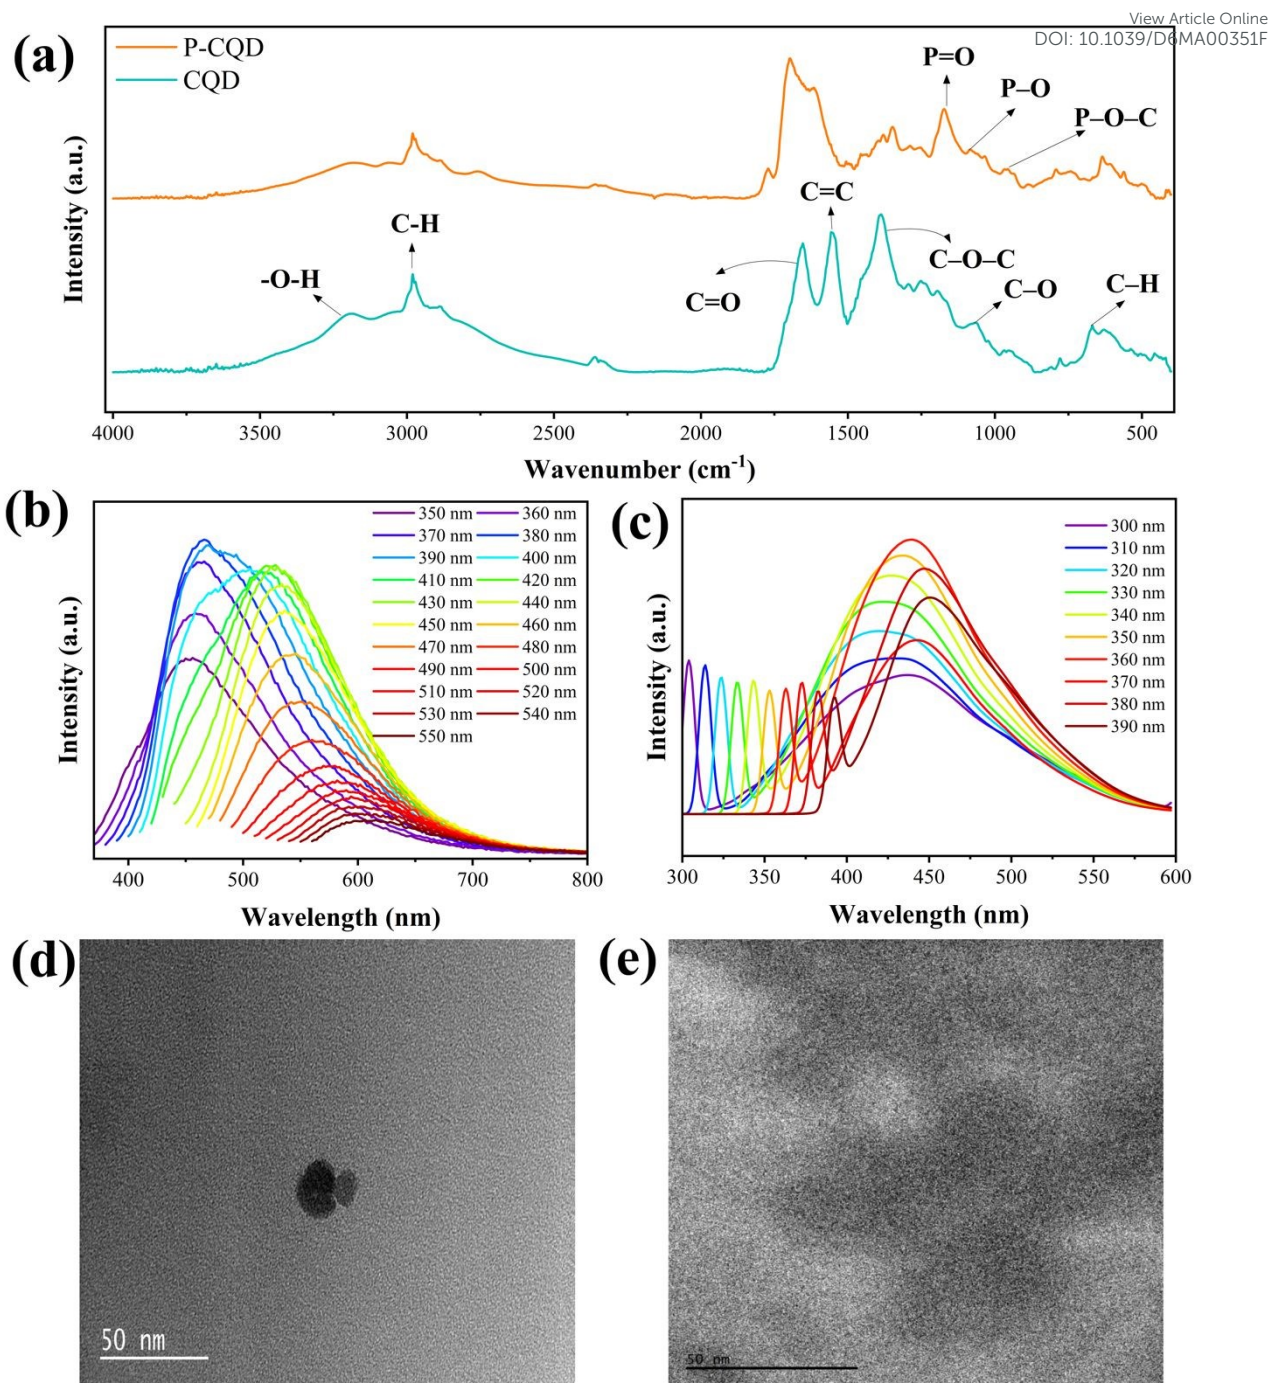 View Article Online
DOI: 10.1039/D6MA00351F
(a)
P-CQD
CQD
P=O
P–O
P–O–C
C=C
C-H
-O-H
C=O
C–O–C
C–O
C–H
Intensity (a.u.)
4000 3500 3000 2500 2000 1500 1000 500
Wavenumber (cm-1)
(b)
350 nm 360 nm
370 nm 380 nm
390 nm 400 nm
410 nm 420 nm
430 nm 440 nm
450 nm 460 nm
470 nm 480 nm
490 nm 500 nm
510 nm 520 nm
530 nm 540 nm
550 nm
Intensity (a.u.)
400 500 600 700 800
Wavelength (nm)
(c)
300 nm
310 nm
320 nm
330 nm
340 nm
350 nm
360 nm
370 nm
380 nm
390 nm
Intensity (a.u.)
300 350 400 450 500 550 600
Wavelength (nm)
(d)
50 nm
(e)
50 nm